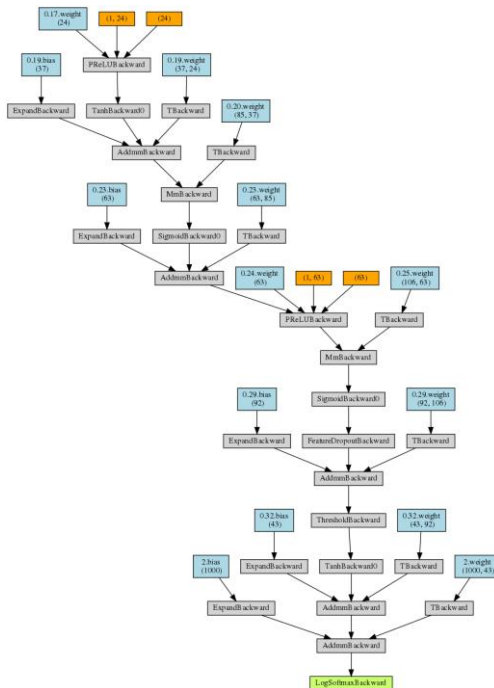 0.17.weight
(24)
(1, 24)
(24)
0.19.bias
(37)
PReLUBackward
0.19.weight
(37, 24)
ExpandBackward
TanhBackward0
TBackward
0.20.weight
(85, 37)
AddmmBackward
TBackward
0.23.bias
(63)
MmBackward
0.23.weight
(63, 85)
ExpandBackward
SigmoidBackward0
TBackward
AddmmBackward
0.24.weight
(63)
(1, 63)
(63)
0.25.weight
(106, 63)
PReLUBackward
TBackward
MmBackward
0.29.bias
(92)
SigmoidBackward0
0.29.weight
(92, 106)
ExpandBackward
FeatureDropoutBackward
TBackward
AddmmBackward
0.32.bias
(43)
ThresholdBackward
0.32.weight
(43, 92)
2.bias
(1000)
ExpandBackward
TanhBackward0
TBackward
2.weight
(1000, 43)
ExpandBackward
AddmmBackward
TBackward
AddmmBackward
LogSoftmaxBackward